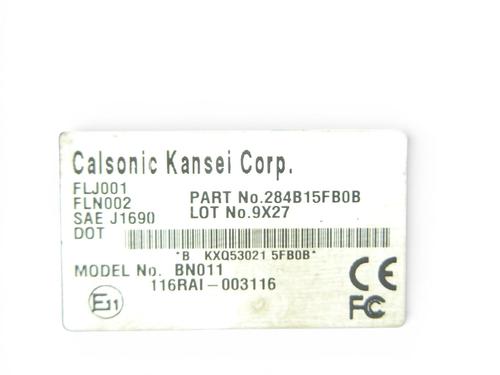 Calsonic Kansei Corp.
FLJ001
FLN002 PART No.284B15FB0B
SAE J1690 LOT No.9X27
DOT
*B KXQ53021 5FB0B*
MODEL No. BN011
116RAI-003116
E11
CE
FC